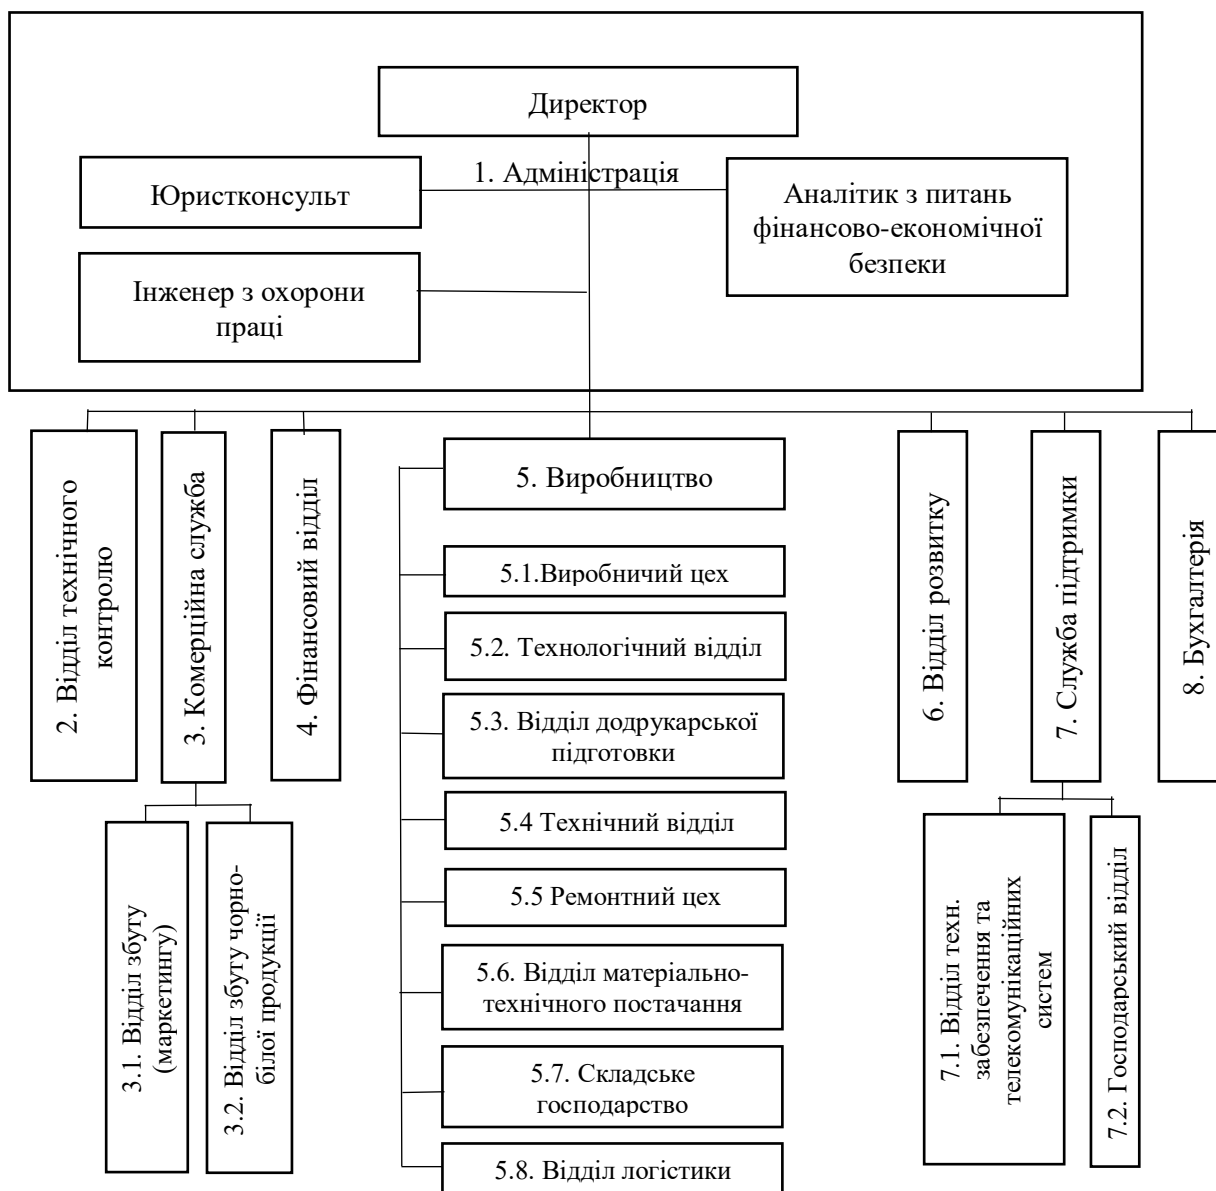 Директор
1. Адміністрація
Юристконсульт
Аналітик з питань
фінансово-економічної
безпеки
Інженер з охорони
праці
2. Відділ технічного
контролю
3. Комерційна служба
4. Фінансовий відділ
5. Виробництво
5.1.Виробничий цех
5.2. Технологічний відділ
5.3. Відділ додрукарської
підготовки
5.4 Технічний відділ
5.5 Ремонтний цех
5.6. Відділ матеріально-
технічного постачання
5.7. Складське
господарство
5.8. Відділ логістики
6. Відділ розвитку
7. Служба підтримки
8. Бухгалтерія
3.1. Відділ збуту
(маркетингу)
3.2. Відділ збуту чорно-
білої продукції
7.1. Відділ техн.
забезпечення та
телекомунікаційних
систем
7.2. Господарський відділ